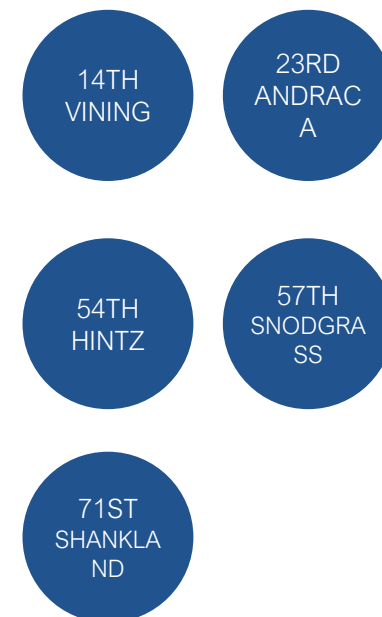 14TH
VINING
23RD
ANDRAC
A
54TH
HINTZ
57TH
SNODGRA
SS
71ST
SHANKLA
ND